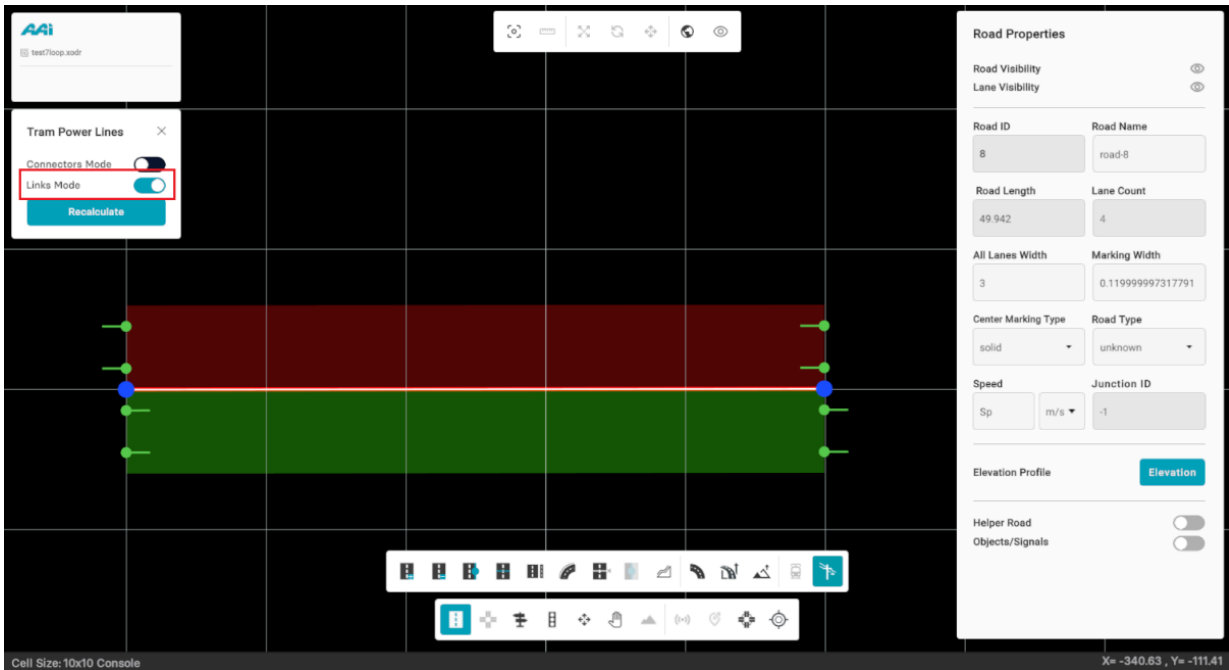 AAi
test7loop.xodr
Tram Power Lines
Connectors Mode
Links Mode
Recalculate
Road Properties
Road Visibility
Lane Visibility
Road ID Road Name
8 road-8
Road Length Lane Count
49.942 4
All Lanes Width Marking Width
3 0.119999997317791
Center Marking Type Road Type
solid unknown
Speed Junction ID
Sp m/s -1
Elevation Profile Elevation
Helper Road
Objects/Signals
Cell Size: 10x10 Console X= -340.63 , Y= -111.41